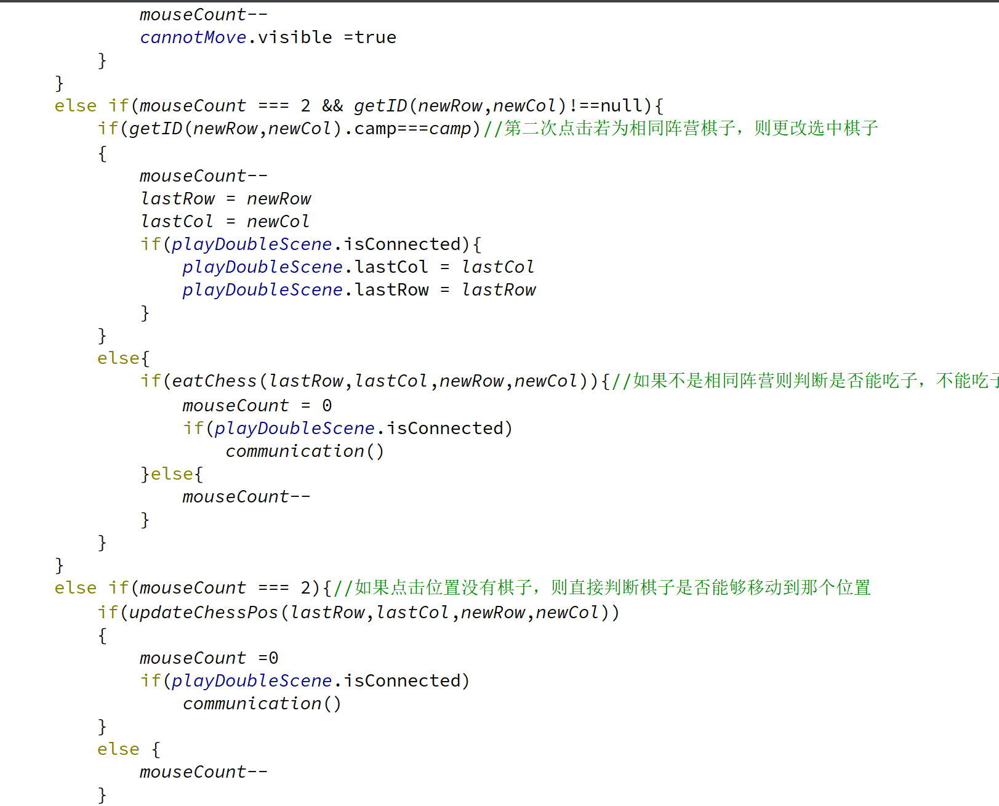 mouseCount--
cannotMove.visible =true
}
}
else if(mouseCount === 2 && getID(newRow,newCol)!==null){
if(getID(newRow,newCol).camp===camp)//第二次点击若为相同阵营棋子，则更改选中棋子
{
mouseCount--
lastRow = newRow
lastCol = newCol
if(playDoubleScene.isConnected){
playDoubleScene.lastCol = lastCol
playDoubleScene.lastRow = lastRow
}
}
else{
if(eatChess(lastRow,lastCol,newRow,newCol)){//如果不是相同阵营则判断是否能吃子，不能吃子
mouseCount = 0
if(playDoubleScene.isConnected)
communication()
}else{
mouseCount--
}
}
}
else if(mouseCount === 2){//如果点击位置没有棋子，则直接判断棋子是否能够移动到那个位置
if(updateChessPos(lastRow,lastCol,newRow,newCol))
{
mouseCount =0
if(playDoubleScene.isConnected)
communication()
}
else {
mouseCount--
}